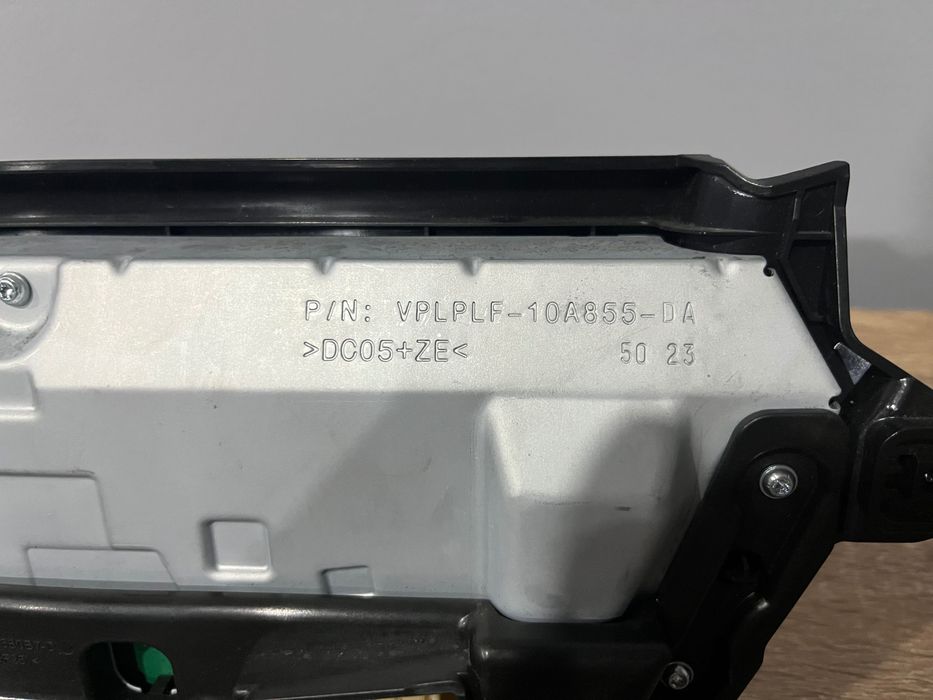 P/N: VPLPLF-10A855-DA
>DC05+ZE<
50 23